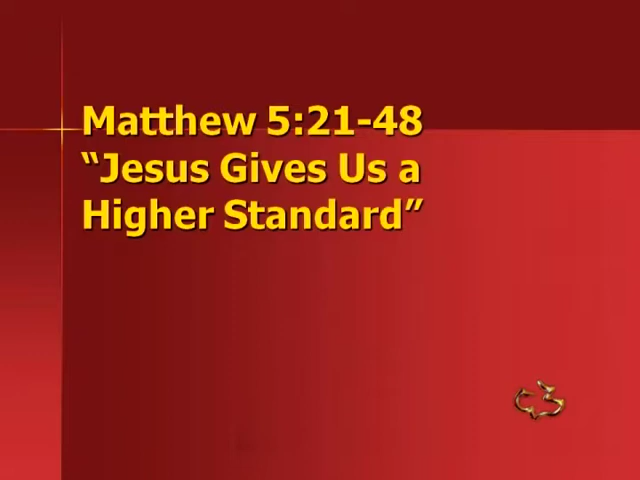 Matthew 5:21-48
“Jesus Gives Us a
Higher Standard”